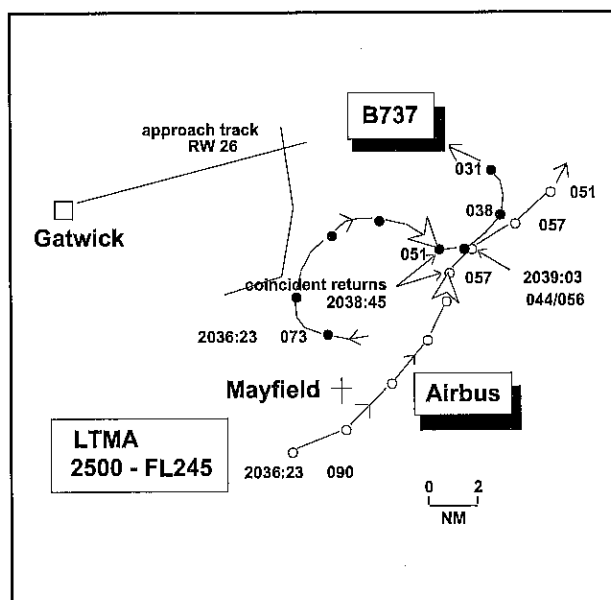 B737
approach track
RW 26
031
051
038
Gatwick
051
057
coincident returns
2038:45
057
2039:03
044/056
2036:23 073
Mayfield
Airbus
LTMA
2500 - FL245
2036:23 090
0 2
NM